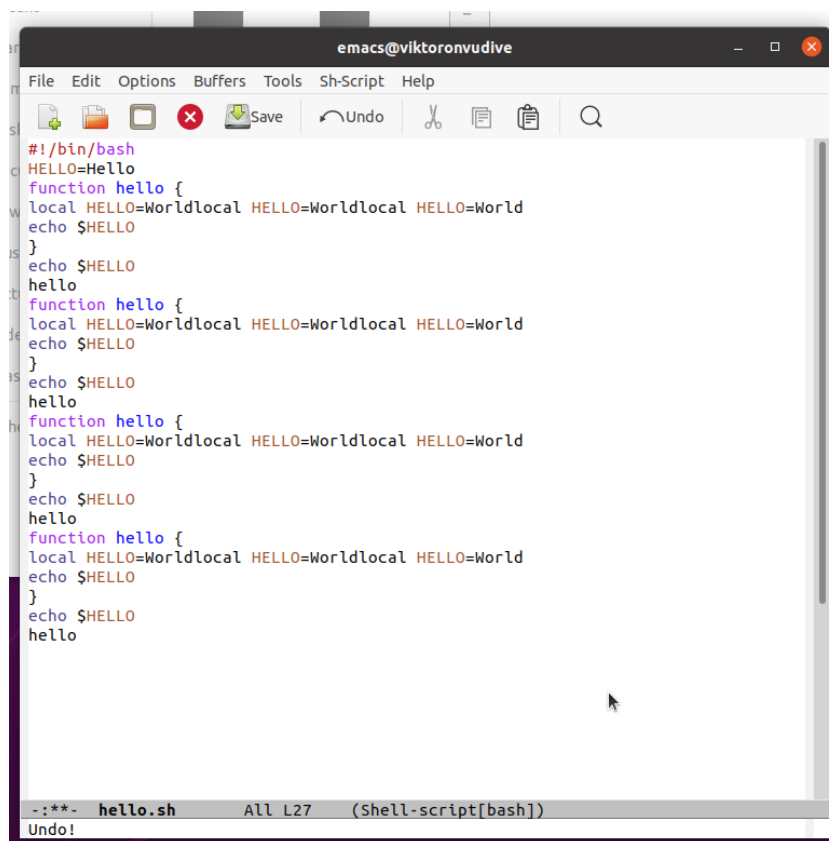 emacs@viktoronvudive
File Edit Options Buffers Tools Sh-Script Help
Save Undo
#!/bin/bash
HELLO=Hello
function hello {
local HELLO=Worldlocal HELLO=Worldlocal HELLO=World
echo $HELLO
}
echo $HELLO
hello
function hello {
local HELLO=Worldlocal HELLO=Worldlocal HELLO=World
echo $HELLO
}
echo $HELLO
hello
function hello {
local HELLO=Worldlocal HELLO=Worldlocal HELLO=World
echo $HELLO
}
echo $HELLO
hello
function hello {
local HELLO=Worldlocal HELLO=Worldlocal HELLO=World
echo $HELLO
}
echo $HELLO
hello
-:**- hello.sh All L27 (Shell-script[bash])
Undo!